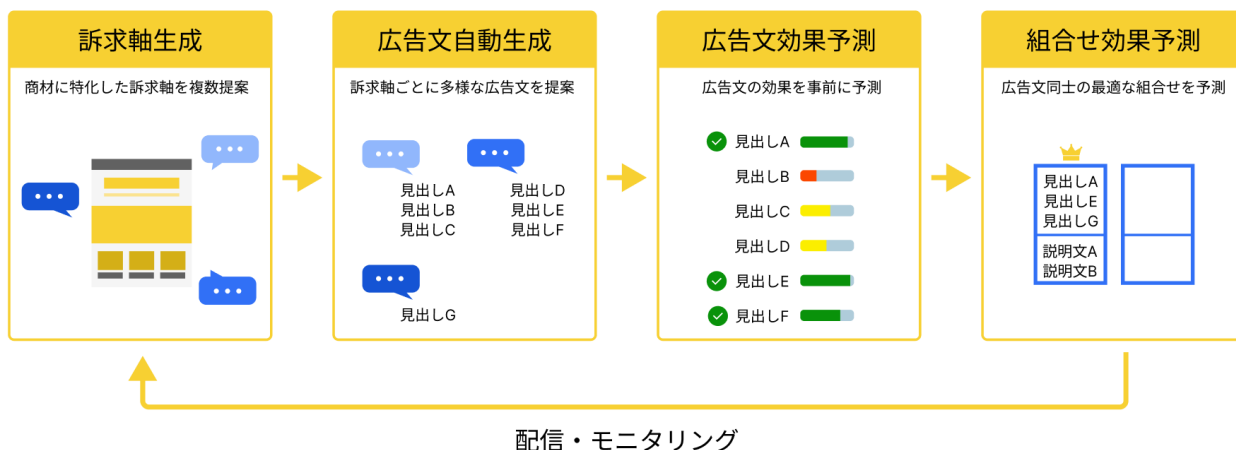 訴求軸生成
商材に特化した訴求軸を複数提案
広告文自動生成
訴求軸ごとに多様な広告文を提案
見出しA
見出しB
見出しC
見出しD
見出しE
見出しF
見出しG
広告文効果予測
広告文の効果を事前に予測
見出しA
見出しB
見出しC
見出しD
見出しE
見出しF
組合せ効果予測
広告文同士の最適な組合せを予測
見出しA
見出しE
見出しG
説明文A
説明文B
配信・モニタリング